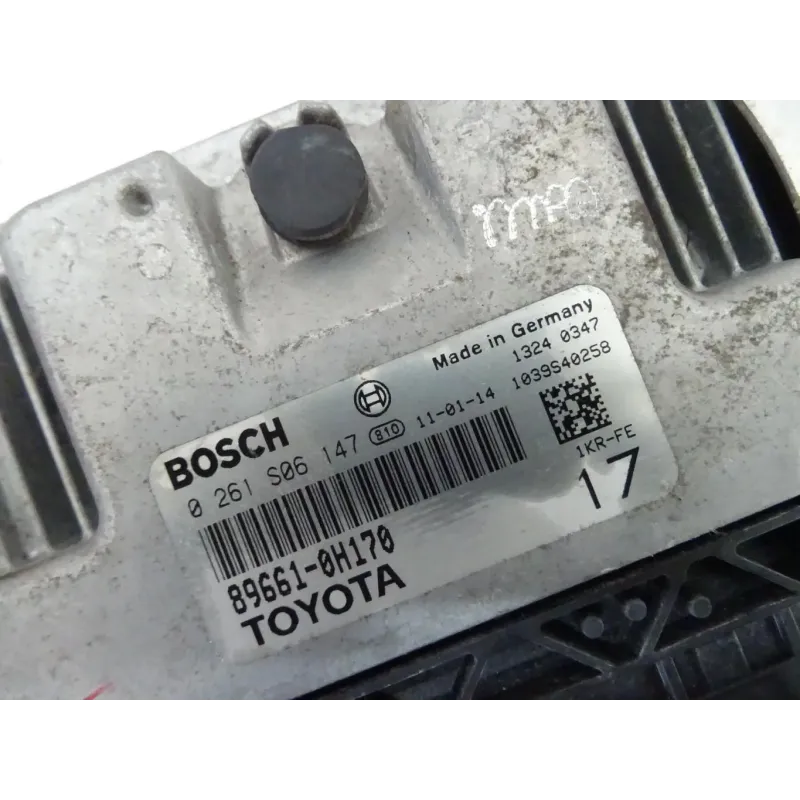 mpo
Made in Germany
1324 0347
1039S40258
BOSCH
0 261 S06 147 810 11-01-14
1KR-FE
17
89661-0H170
TOYOTA